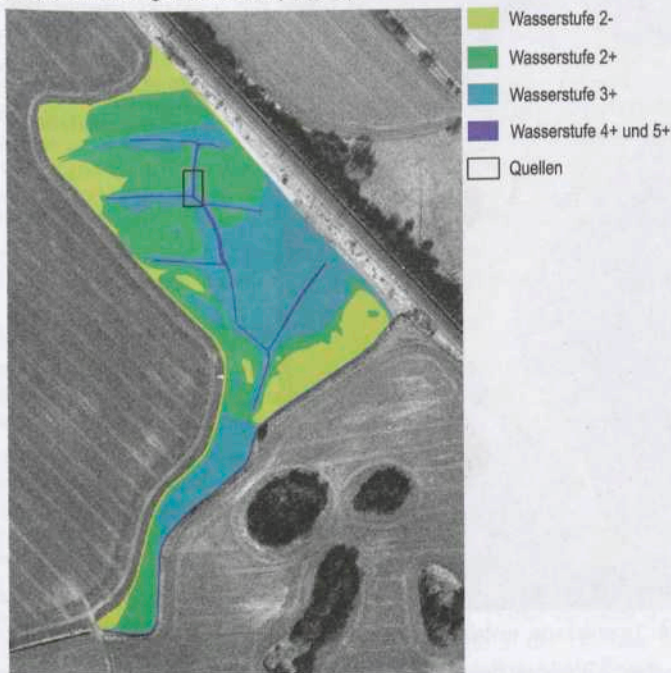 Wasserstufe 2-
Wasserstufe 2+
Wasserstufe 3+
Wasserstufe 4+ und 5+
Quellen